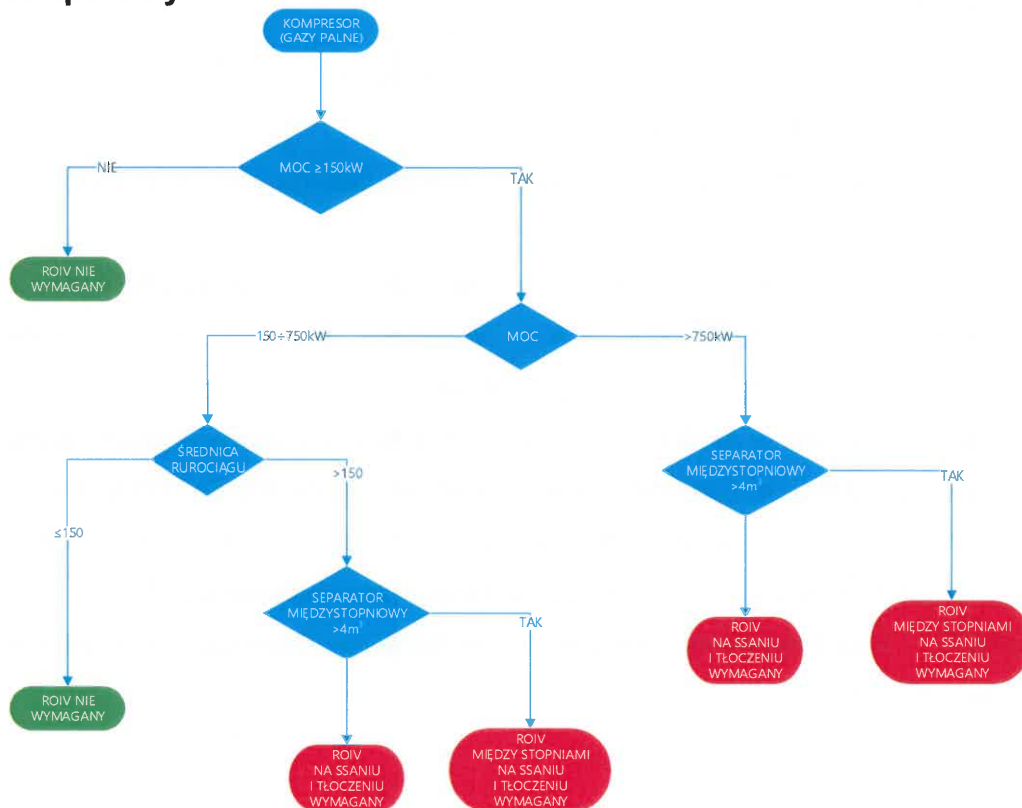 KOMPRESOR
(GAZY PALNE)
MOC ≥150kW
NIE
TAK
ROIV NIE
WYMAGANY
150÷750kW
MOC
>750kW
ŚREDNICA
RUROCIĄGU
>150
≤150
SEPARATOR
MIĘDZYSTOPNIOWY
>4m³
TAK
SEPARATOR
MIĘDZYSTOPNIOWY
>4m³
TAK
ROIV
NA SSANIU
I TŁOCZENIU
WYMAGANY
ROIV
MIĘDZY STOPNIAMI
NA SSANIU
I TŁOCZENIU
WYMAGANY
ROIV NIE
WYMAGANY
ROIV
NA SSANIU
I TŁOCZENIU
WYMAGANY
ROIV
MIĘDZY STOPNIAMI
NA SSANIU
I TŁOCZENIU
WYMAGANY